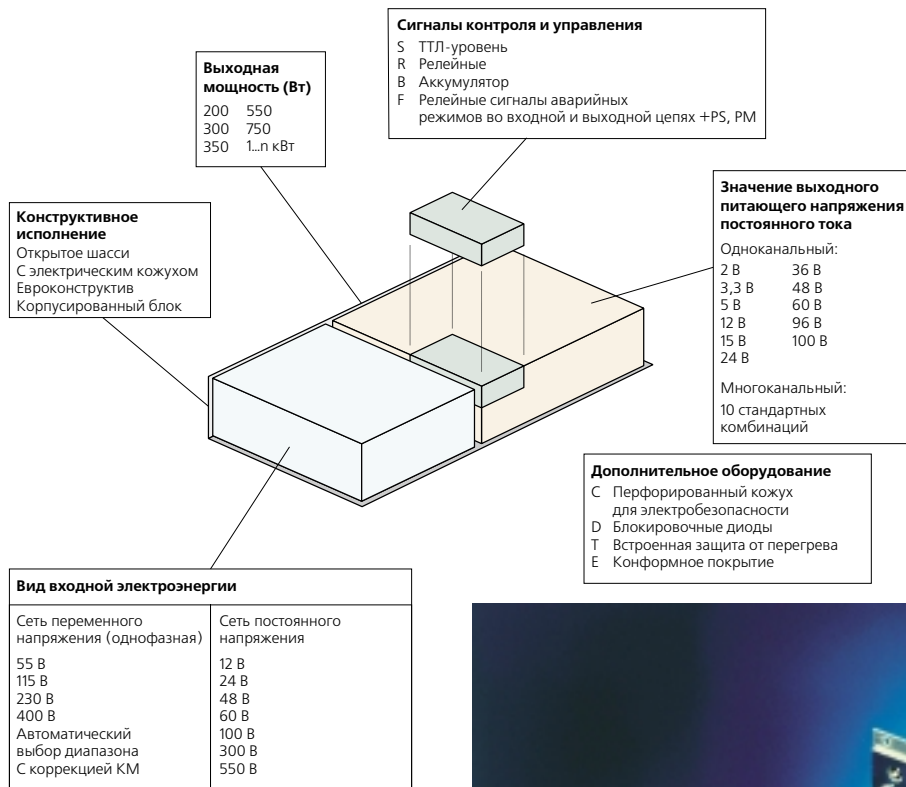 Сигналы контроля и управления
S ТТЛ-уровень
R Релейные
B Аккумулятор
F Релейные сигналы аварийных
режимов во входной и выходной цепях +PS, PM
Выходная
мощность (Вт)
200 550
300 750
350 1...n кВт
Значение выходного
питающего напряжения
постоянного тока
Одноканальный:
2 В 36 В
3,3 В 48 В
5 В 60 В
12 В 96 В
15 В 100 В
24 В
Многоканальный:
10 стандартных
комбинаций
Конструктивное
исполнение
Открытое шасси
С электрическим кожухом
Евроконструктив
Корпусированный блок
Дополнительное оборудование
C Перфорированный кожух
для электробезопасности
D Блокировочные диоды
T Встроенная защита от перегрева
E Конформное покрытие
Вид входной электроэнергии
Сеть переменного
напряжения (однофазная)
55 В
115 В
230 В
400 В
Автоматический
выбор диапазона
С коррекцией КМ
Сеть постоянного
напряжения
12 В
24 В
48 В
60 В
100 В
300 В
550 В